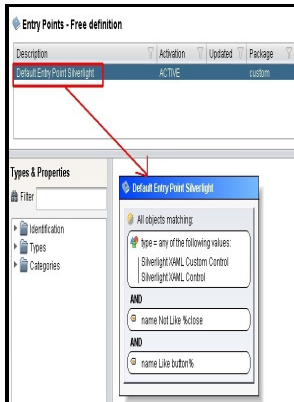 Entry Points - Free definition
Description Activation Updated Package
Default Entry Point Silverlight ACTIVE custom
Types & Properties
Filter
Identification
Types
Categories
Default Entry Point Silverlight
All objects matching:
type = any of the following values:
Silverlight XAML Custom Control
Silverlight XAML Control
AND
name Not Like %close
AND
name Like button%